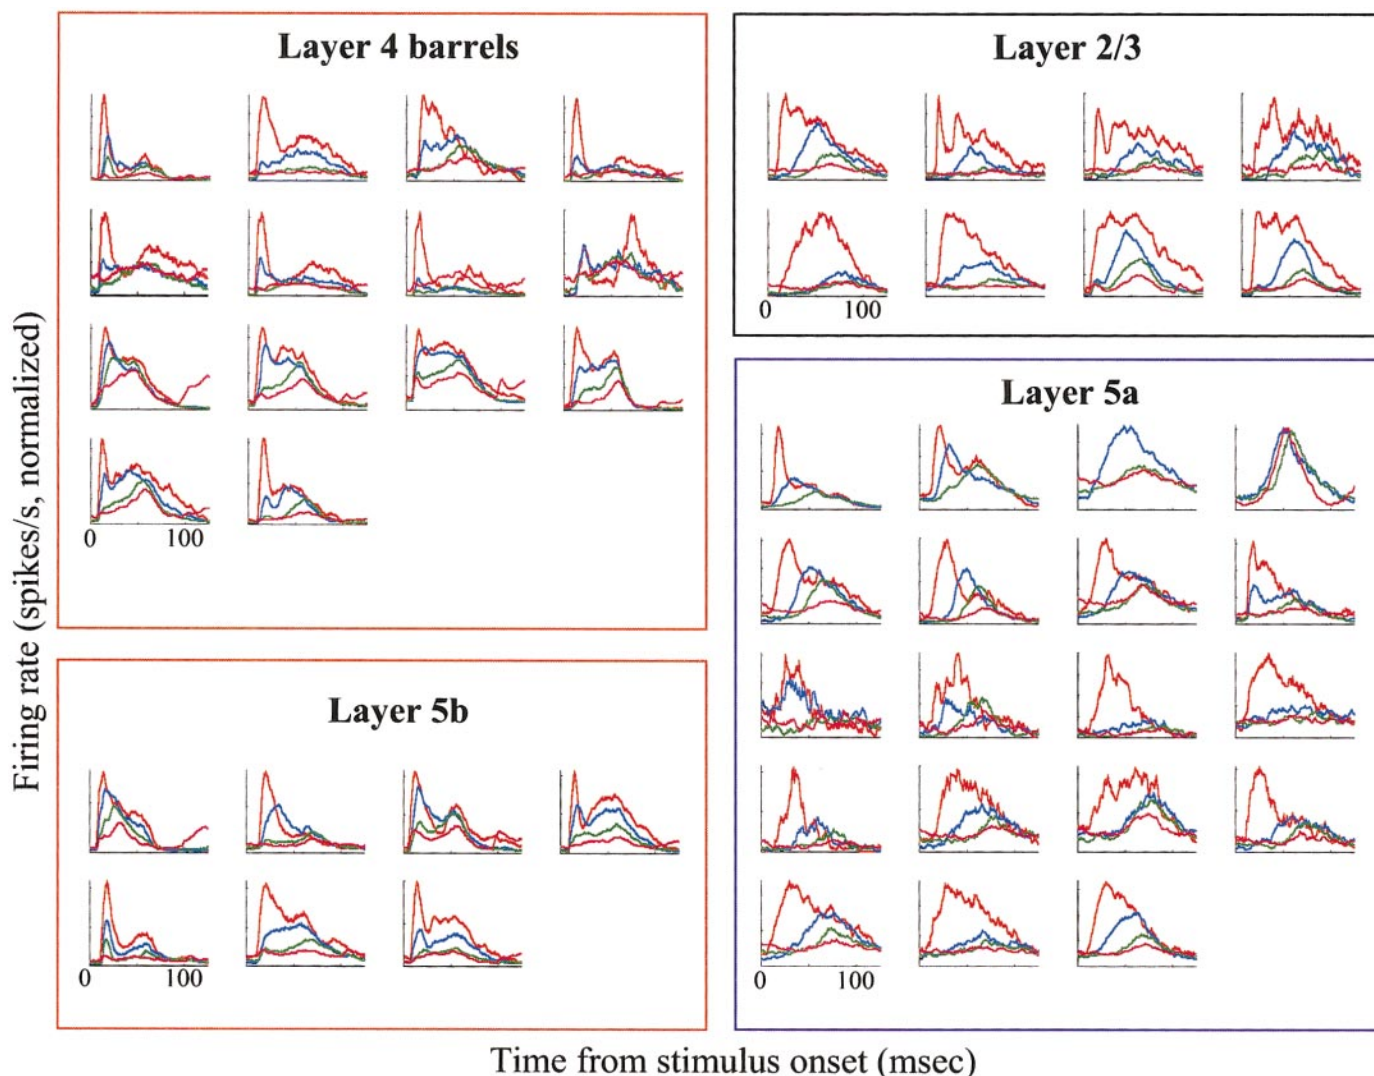 Layer 4 barrels
Layer 2/3
0 100
Layer 5a
0 100
Layer 5b
0 100
0 100
Firing rate (spikes/s, normalized)
Time from stimulus onset (msec)